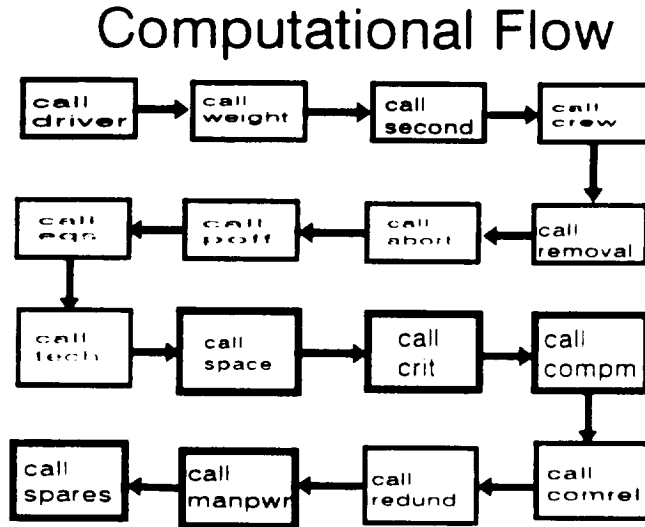 Computational Flow
call
driver
call
weight
call
second
call
crew
call
removal
call
abort
call
poff
call
eqs
call
tech
call
space
call
crit
call
compm
call
comrel
call
redund
call
manpwr
call
spares